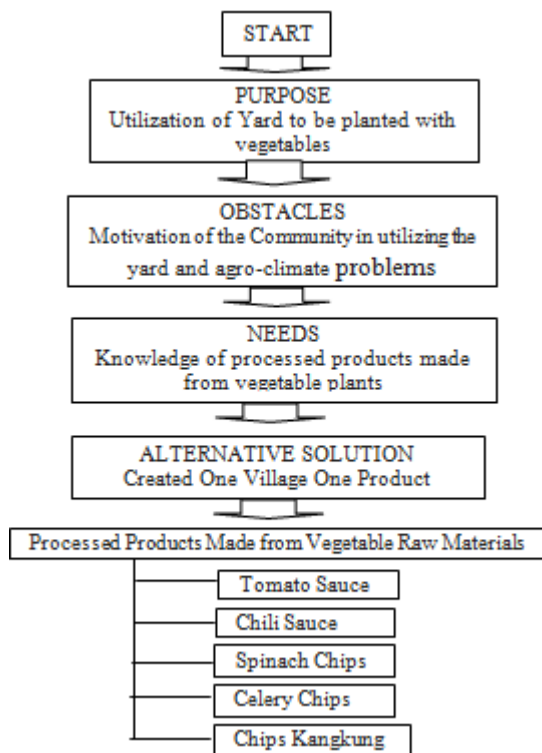 START
PURPOSE
Utilization of Yard to be planted with
vegetables
OBSTACLES
Motivation of the Community in utilizing the
yard and agro-climate problems
NEEDS
Knowledge of processed products made
from vegetable plants
ALTERNATIVE SOLUTION
Created One Village One Product
Processed Products Made from Vegetable Raw Materials
Tomato Sauce
Chili Sauce
Spinach Chips
Celery Chips
Chips Kangkung